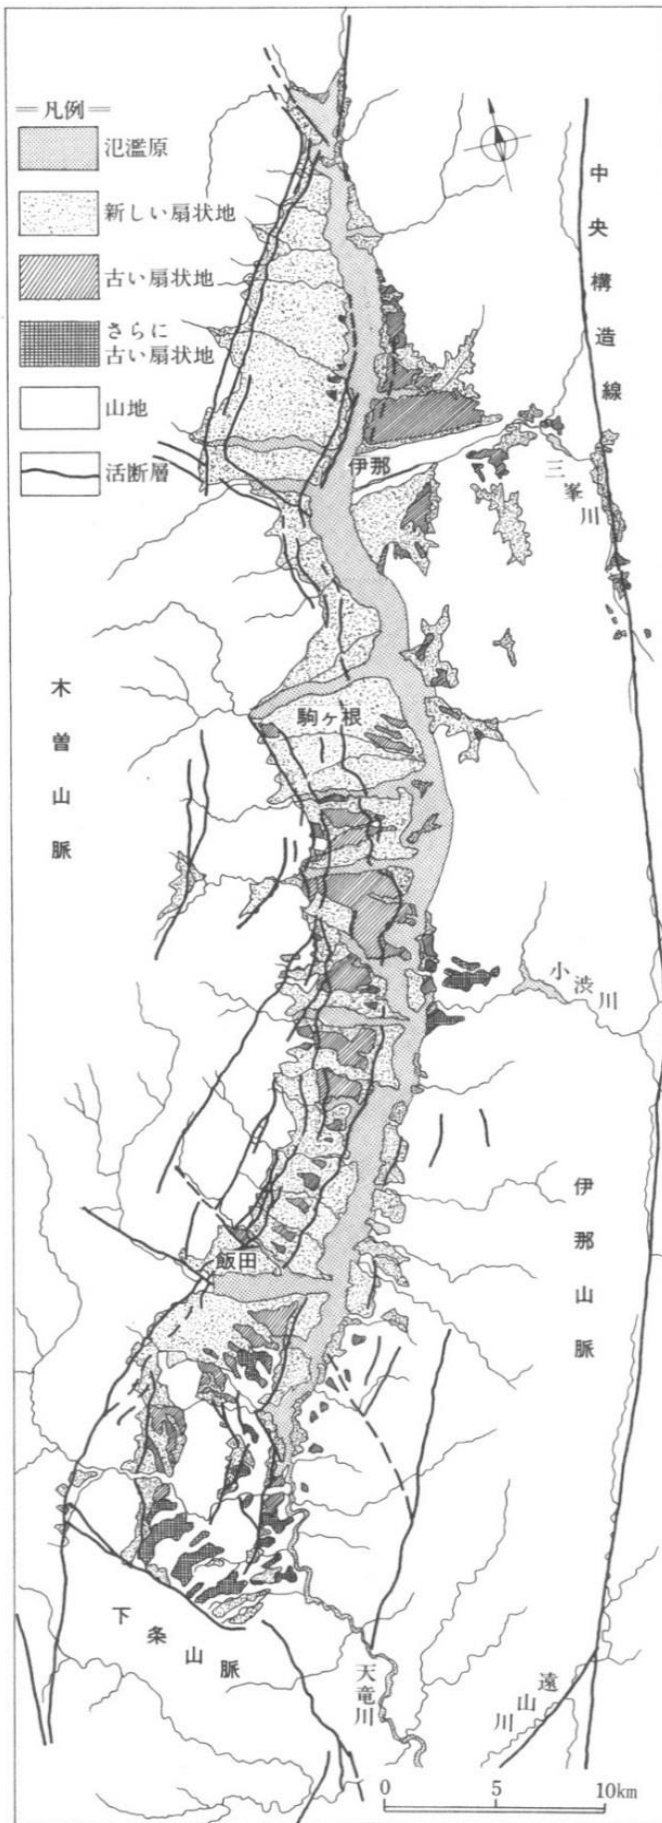 ＝凡例＝
氾濫原
新しい扇状地
古い扇状地
さらに
古い扇状地
山地
活断層
中央構造線
伊那
三峯川
木曽山脈
駒ヶ根
小渋川
伊那山脈
飯田
下条山脈
天竜川
遠山川
0 5 10km